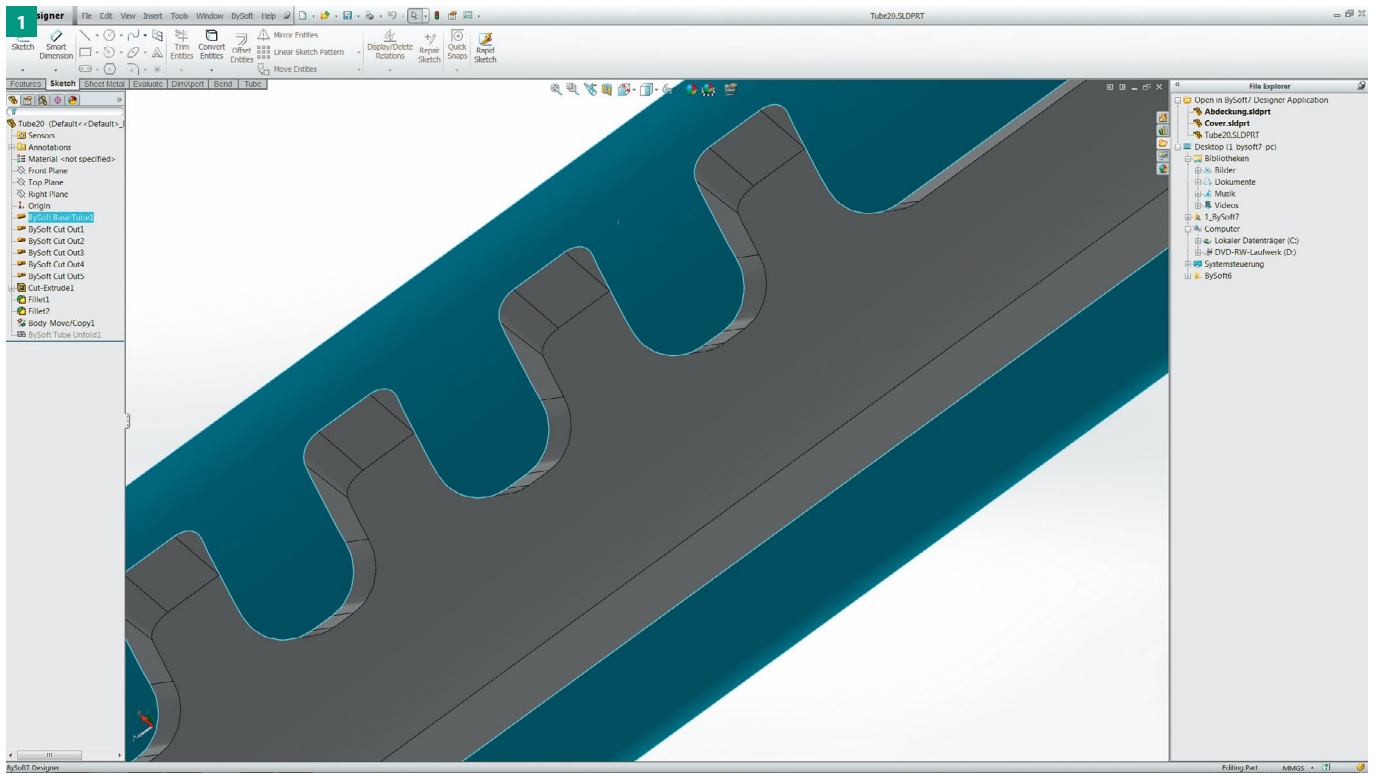 1
signer File Edit View Insert Tools Window BySoft Help Tube20.SLDPRT
Sketch Smart Dimension Trim Entities Convert Entities Offset Entities Mirror Entities Display/Delete Relations Repair Sketch Quick Snaps Rapid Sketch
Linear Sketch Pattern
Move Entities
Features Sketch Sheet Metal Evaluate DimXpert Bend Tube
« File Explorer
»
Tube20 (Default<<Default>_
Sensors
Annotations
Material <not specified>
Front Plane
Top Plane
Right Plane
Origin
BySoft Base Tube1
BySoft Cut Out1
BySoft Cut Out2
BySoft Cut Out3
BySoft Cut Out4
BySoft Cut Out5
Cut-Extrude1
Fillet1
Fillet2
Body-Move/Copy1
BySoft Tube Unfold1
Open in BySoft7 Designer Application
Abdeckung.sldprt
Cover.sldprt
Tube20.SLDPRT
Desktop (1_bysoft7_pc)
Bibliotheken
Bilder
Dokumente
Musik
Videos
1_BySoft7
Computer
Lokaler Datenträger (C:)
DVD-RW-Laufwerk (D:)
Systemsteuerung
BySoft6
BySoft7 Designer Editing Part MMGS